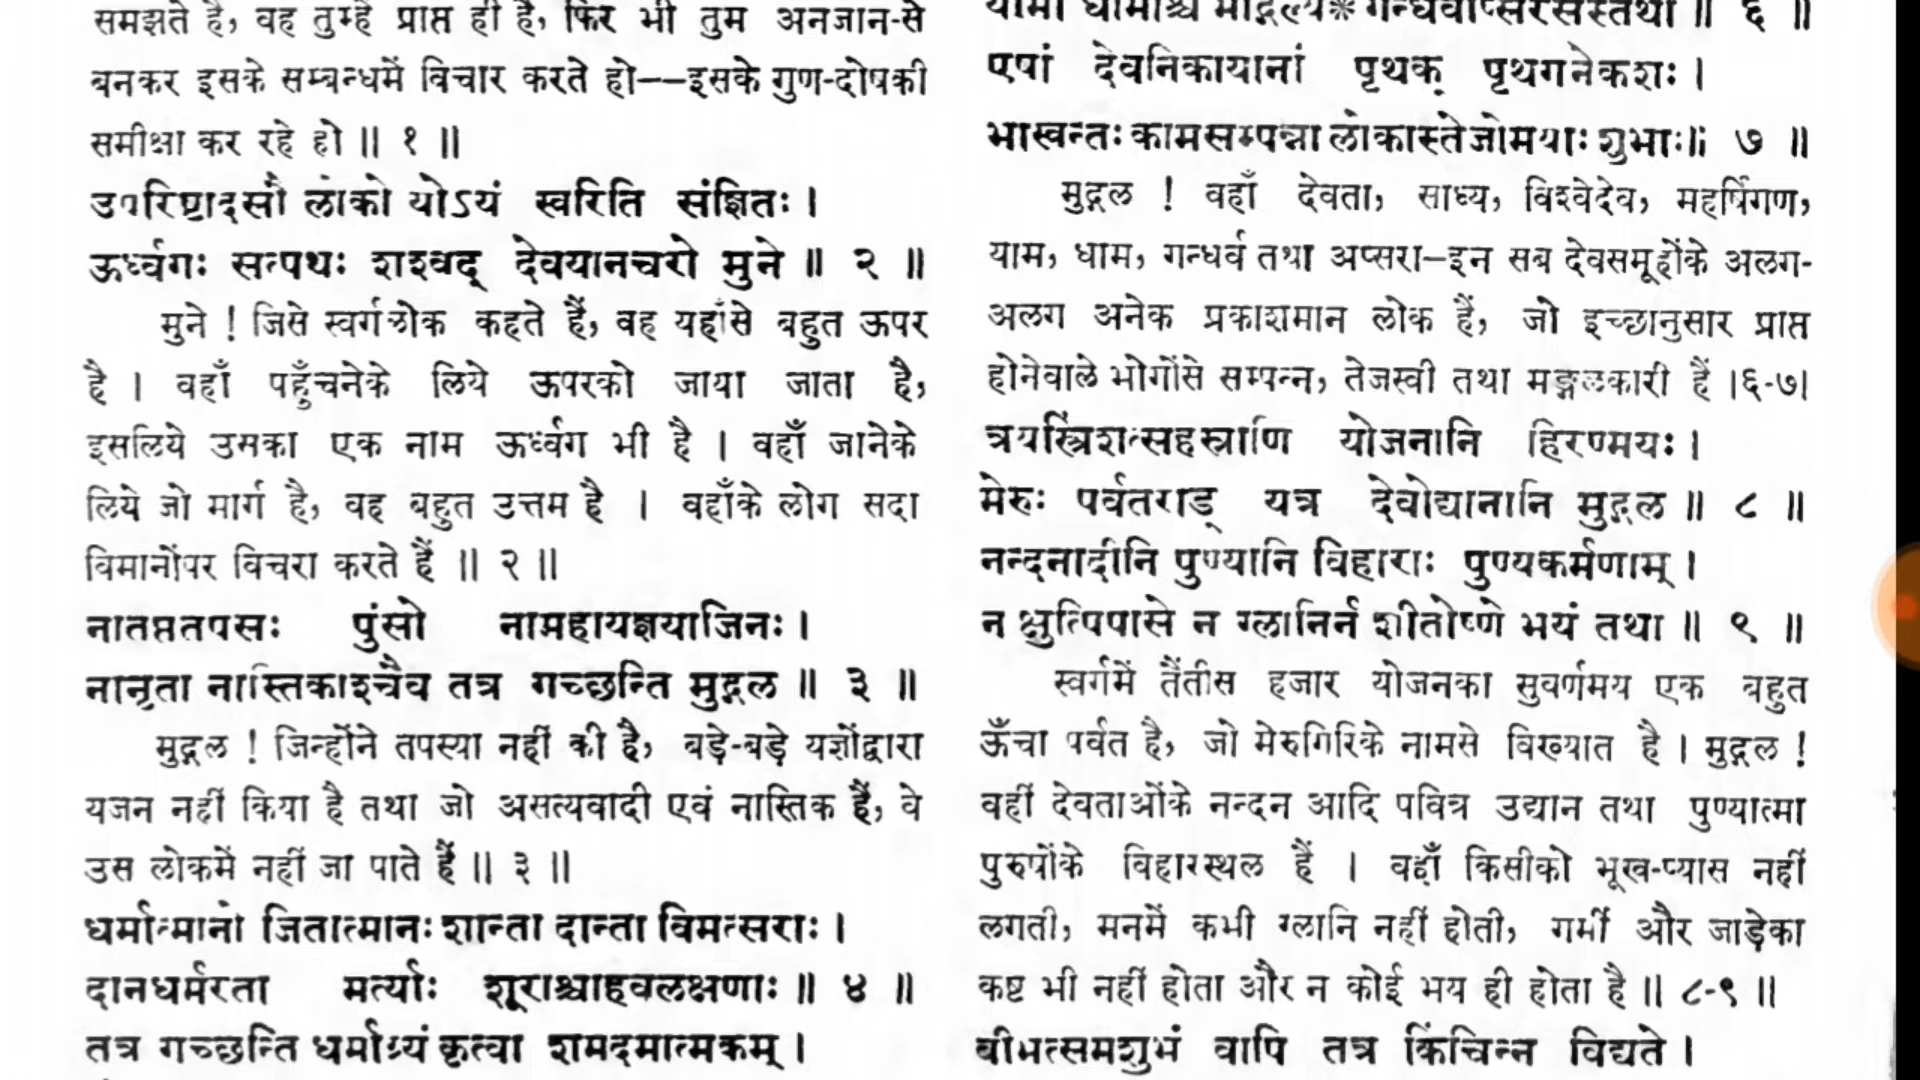 समझते है, वह तुम्हें प्राप्त ही है, फिर भी तुम अनजान-से
बनकर इसके सम्बन्धमें विचार करते हो––इसके गुण-दोषकी
समीक्षा कर रहे हो ॥ १ ॥
उपरिष्टादसौ लोको योऽयं स्वरिति संज्ञितः ।
ऊर्ध्वगः सत्पथः शश्वद् देवयानचरो मुने ॥ २ ॥
मुने ! जिसे स्वर्गलोक कहते हैं, वह यहाँसे बहुत ऊपर
है । वहाँ पहुँचनेके लिये ऊपरको जाया जाता है,
इसलिये उसका एक नाम ऊर्ध्वग भी है । वहाँ जानेके
लिये जो मार्ग है, वह बहुत उत्तम है । वहाँके लोग सदा
विमानोंपर विचरा करते हैं ॥ २ ॥
नातप्ततपसः पुंसो नामहायज्ञयाजिनः ।
नानृता नास्तिकाश्चैव तत्र गच्छन्ति मुद्गल ॥ ३ ॥
मुद्गल ! जिन्होंने तपस्या नहीं की है, बड़े-बड़े यज्ञोंद्वारा
यजन नहीं किया है तथा जो असत्यवादी एवं नास्तिक हैं, वे
उस लोकमें नहीं जा पाते हैं ॥ ३ ॥
धर्मात्मानो जितात्मानः शान्ता दान्ता विमत्सराः ।
दानधर्मरता मर्त्याः शूराश्चाहवलक्षणाः ॥ ४ ॥
तत्र गच्छन्ति धर्माग्र्यं कृत्वा शमदमात्मकम् ।
यामा धामाश्च मौद्गल्य* गन्धर्वाप्सरसस्तथा ॥ ६ ॥
एषां देवनिकायानां पृथक् पृथगनेकशः ।
भास्वन्तः कामसम्पन्ना लोकास्तेजोमयाः शुभाः ॥ ७ ॥
मुद्गल ! वहाँ देवता, साध्य, विश्वेदेव, महर्षिगण,
याम, धाम, गन्धर्व तथा अप्सरा–इन सब देवसमूहोंके अलग-
अलग अनेक प्रकाशमान लोक हैं, जो इच्छानुसार प्राप्त
होनेवाले भोगोंसे सम्पन्न, तेजस्वी तथा मङ्गलकारी हैं ।६-७।
त्रयस्त्रिंशत्सहस्राणि योजनानि हिरण्मयः ।
मेरुः पर्वतराड् यत्र देवोद्यानानि मुद्गल ॥ ८ ॥
नन्दनादीनि पुण्यानि विहाराः पुण्यकर्मणाम् ।
न क्षुत्पिपासे न ग्लानिर्न शीतोष्णे भयं तथा ॥ ९ ॥
स्वर्गमें तैंतीस हजार योजनका सुवर्णमय एक बहुत
ऊँचा पर्वत है, जो मेरुगिरिके नामसे विख्यात है । मुद्गल !
वहीं देवताओंके नन्दन आदि पवित्र उद्यान तथा पुण्यात्मा
पुरुषोंके विहारस्थल हैं । वहाँ किसीको भूख-प्यास नहीं
लगती, मनमें कभी ग्लानि नहीं होती, गर्मी और जाड़ेका
कष्ट भी नहीं होता और न कोई भय ही होता है ॥ ८-९ ॥
बीभत्समशुभं वापि तत्र किंचिन्न विद्यते ।